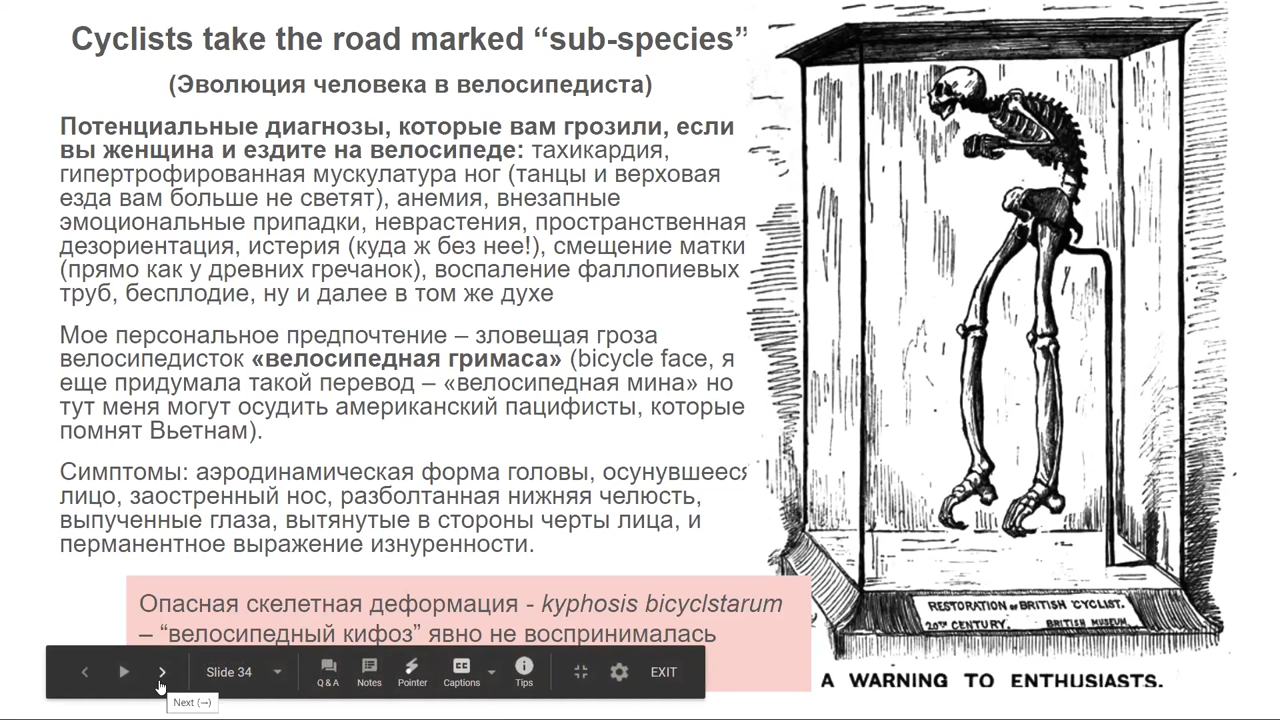 Cyclists take the road marked “sub-species”
(Эволюция человека в велосипедиста)
Потенциальные диагнозы, которые вам грозили, если
вы женщина и ездите на велосипеде: тахикардия,
гипертрофированная мускулатура ног (танцы и верховая
езда вам больше не светят), анемия, внезапные
эмоциональные припадки, неврастения, пространственная
дезориентация, истерия (куда ж без нее!), смещение матки
(прямо как у древних гречанок), воспаление фаллопиевых
труб, бесплодие, ну и далее в том же духе
Мое персональное предпочтение – зловещая гроза
велосипедисток «велосипедная гримаса» (bicycle face, я
еще придумала такой перевод – «велосипедная мина» но
тут меня могут осудить американские пацифисты, которые
помнят Вьетнам).
Симптомы: аэродинамическая форма головы, осунувшееся
лицо, заостренный нос, разболтанная нижняя челюсть,
выпученные глаза, вытянутые в стороны черты лица, и
перманентное выражение изнуренности.
Опасная скелетная деформация - kyphosis bicyclstarum
– “велосипедный кифоз” явно не воспринималась
RESTORATION OF BRITISH CYCLIST.
20TH CENTURY. BRITISH MUSEUM.
A WARNING TO ENTHUSIASTS.
Slide 34
Q & A
Notes
Pointer
Captions
Tips
EXIT
Next (→)